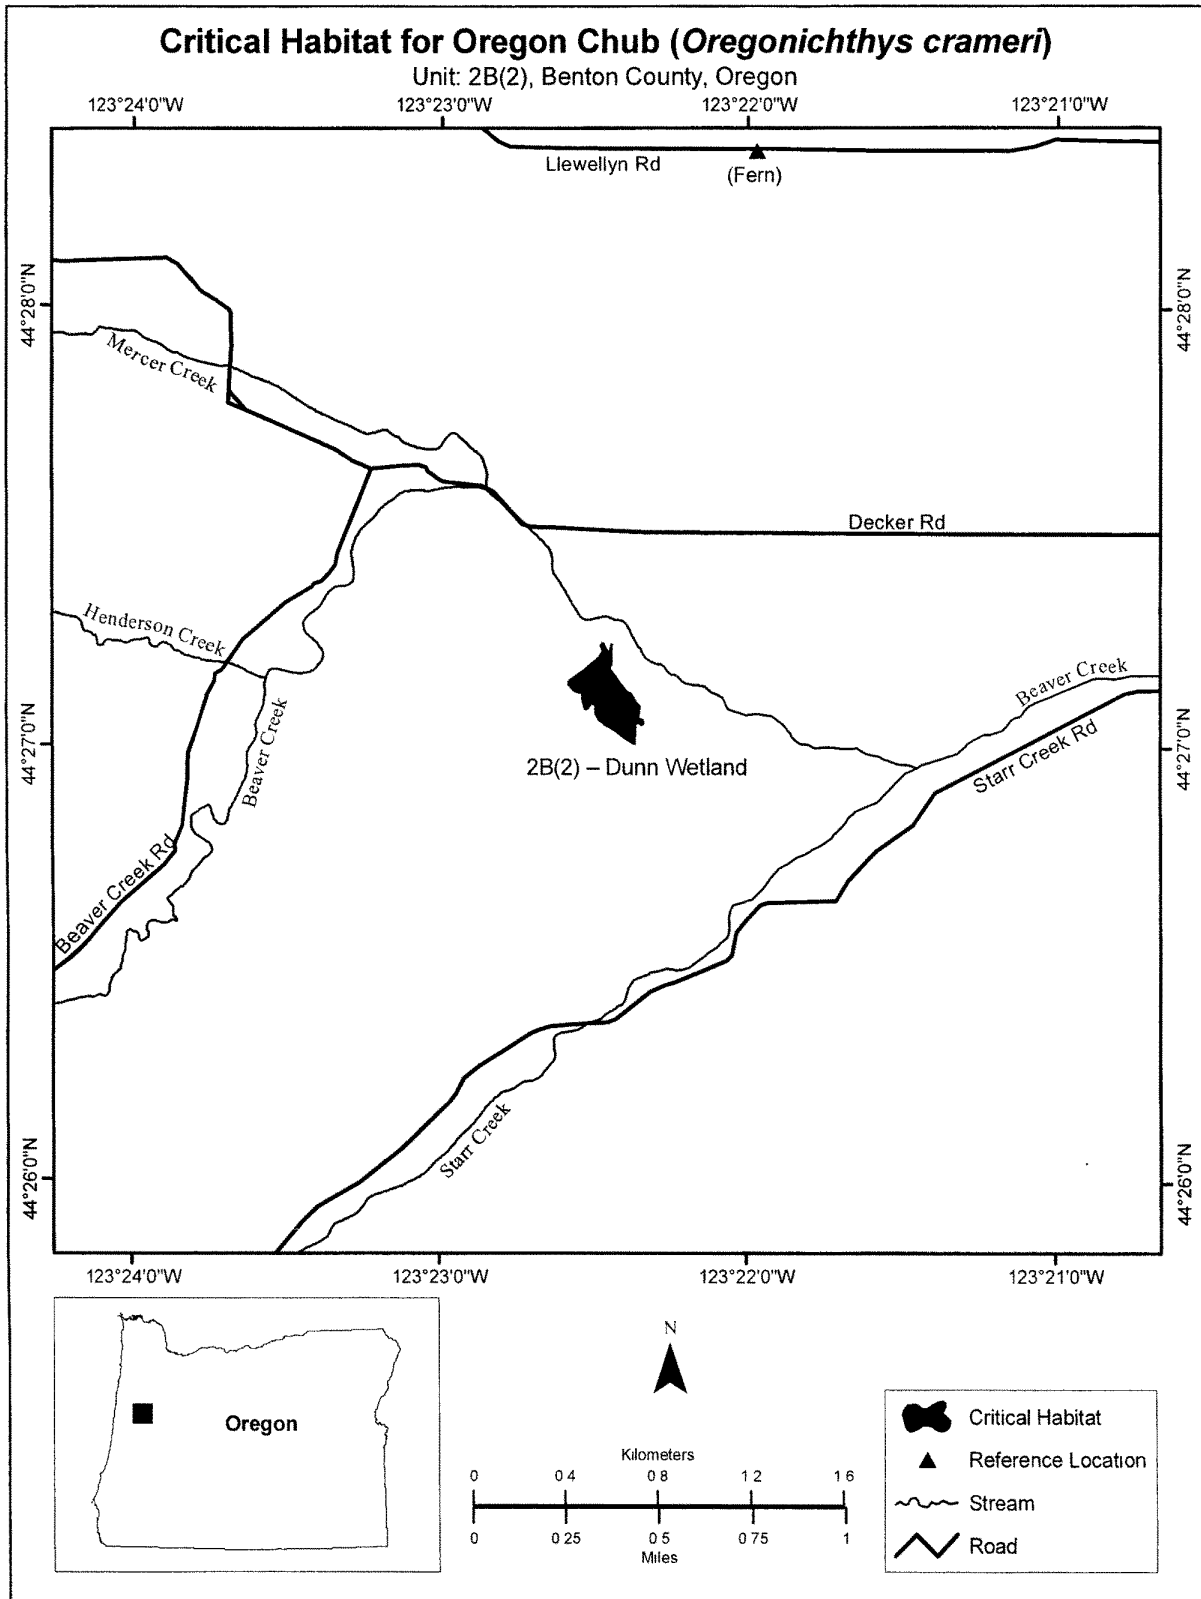 Critical Habitat for Oregon Chub (Oregonichthys crameri)
Unit: 2B(2), Benton County, Oregon
123°24'0"W 123°23'0"W 123°22'0"W 123°21'0"W
Llewellyn Rd
(Fern)
44°28'0"N 44°28'0"N
Mercer Creek
Decker Rd
Henderson Creek
Beaver Creek
Beaver Creek
Starr Creek Rd
44°27'0"N 44°27'0"N
2B(2) – Dunn Wetland
Beaver Creek Rd
Starr Creek
44°26'0"N 44°26'0"N
123°24'0"W 123°23'0"W 123°22'0"W 123°21'0"W
Oregon
N
Kilometers
0 0 4 0 8 1 2 1 6
0 0 25 0 5 0 75 1
Miles
Critical Habitat
Reference Location
Stream
Road